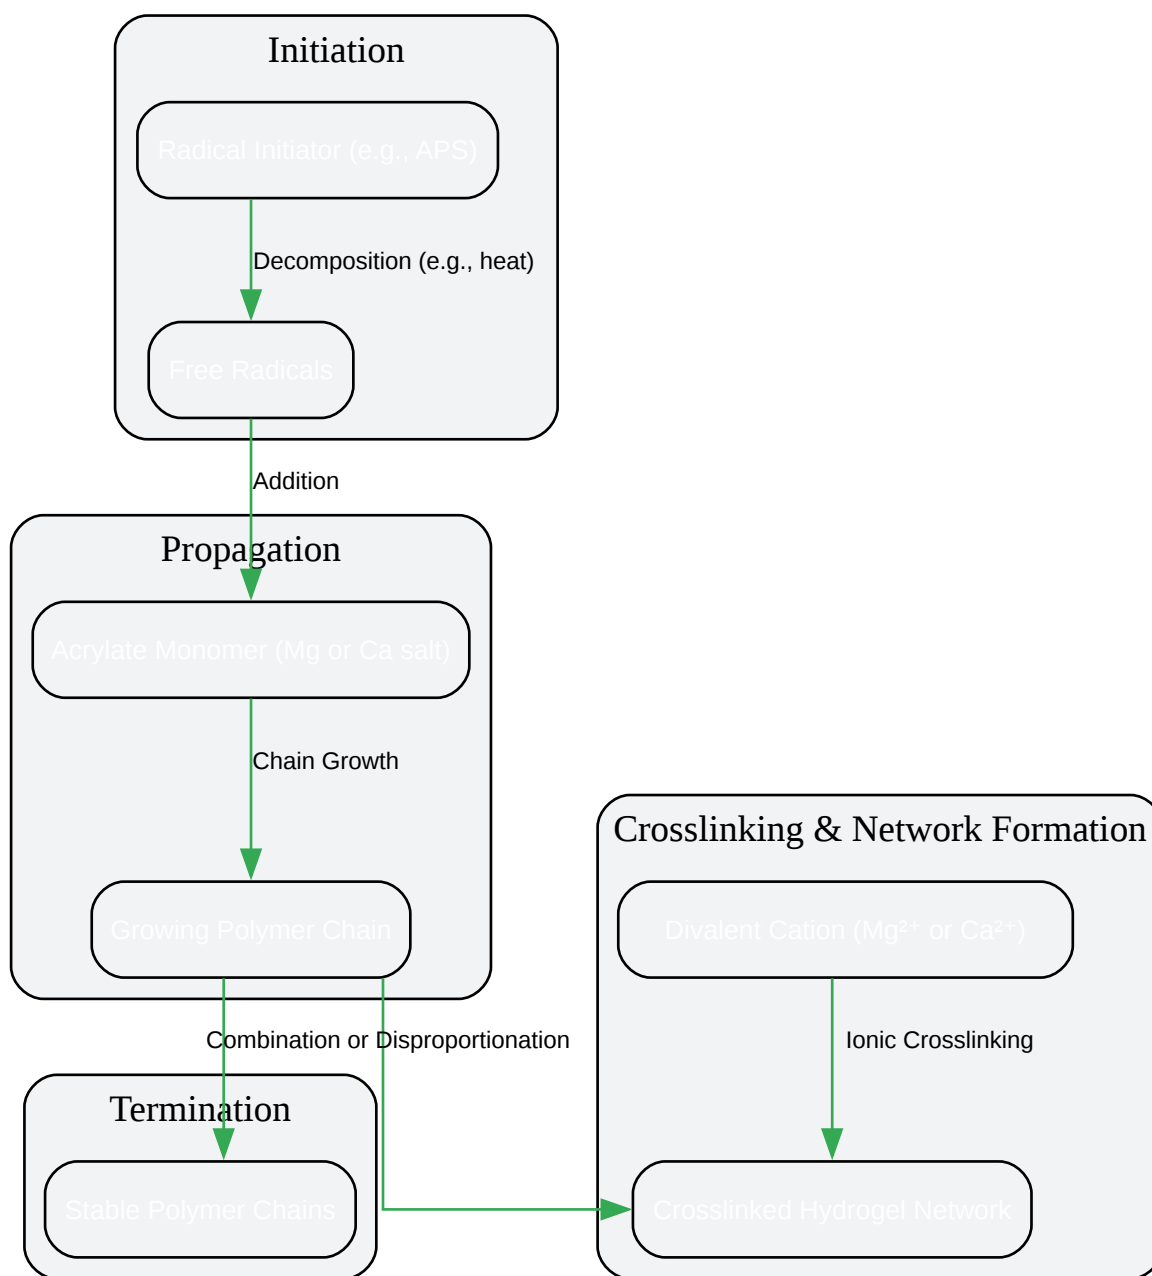 Initiation
Radical Initiator (e.g., APS)
Decomposition (e.g., heat)
Free Radicals
Addition
Propagation
Acrylate Monomer (Mg or Ca salt)
Chain Growth
Growing Polymer Chain
Combination or Disproportionation
Termination
Stable Polymer Chains
Crosslinking & Network Formation
Divalent Cation (Mg²⁺ or Ca²⁺)
Ionic Crosslinking
Crosslinked Hydrogel Network